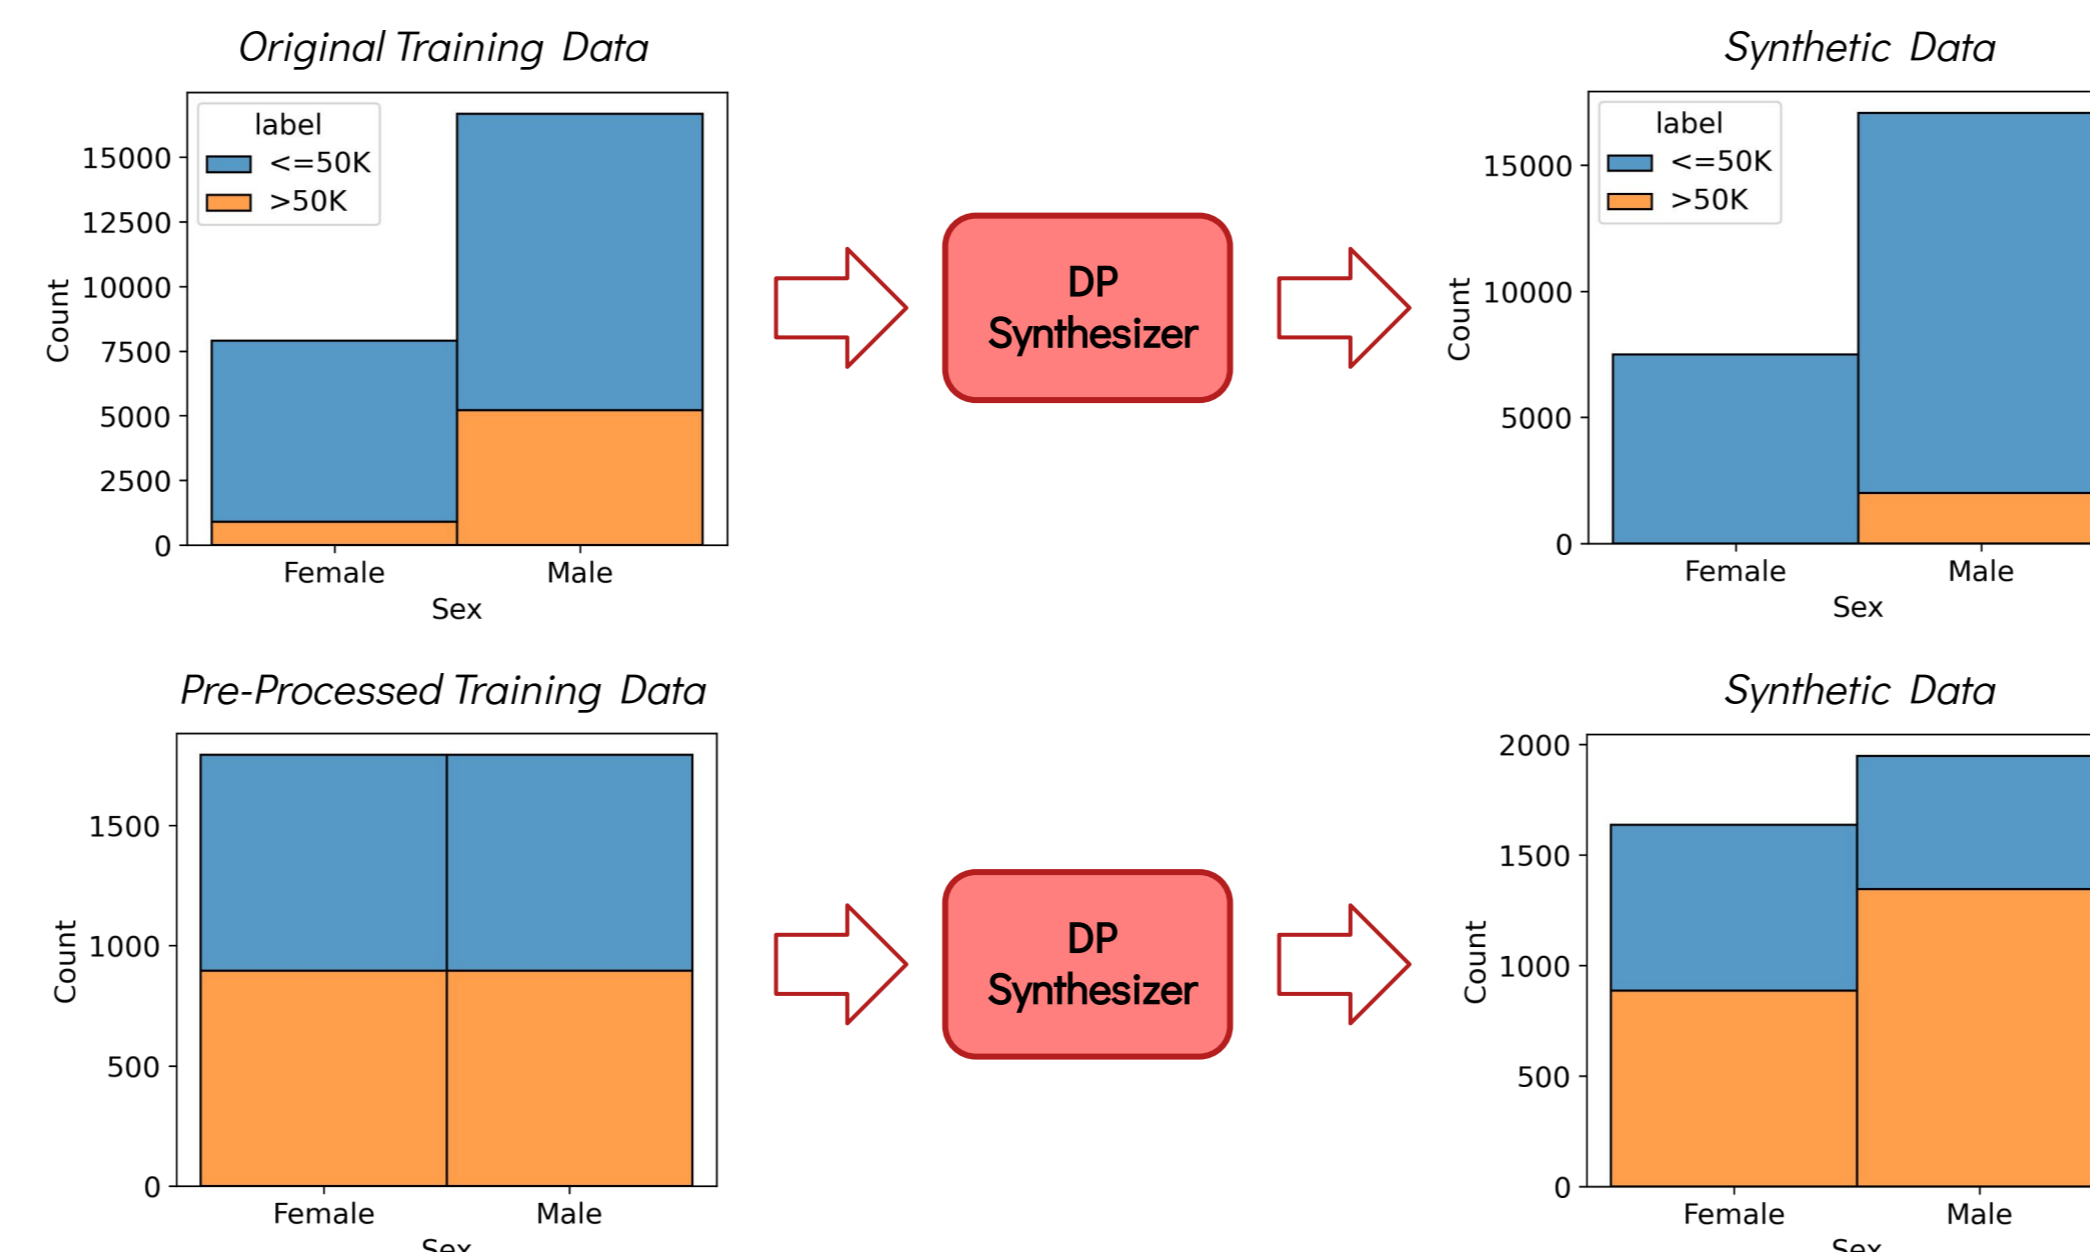 Original Training Data
label
<=50K
>50K
15000
12500
10000
7500
5000
2500
0
Count
Female
Male
Sex
DP
Synthesizer
Synthetic Data
label
<=50K
>50K
15000
10000
5000
0
Count
Female
Male
Sex
Pre-Processed Training Data
1500
1000
500
0
Count
Female
Male
Sex
DP
Synthesizer
Synthetic Data
2000
1500
1000
500
0
Count
Female
Male
Sex